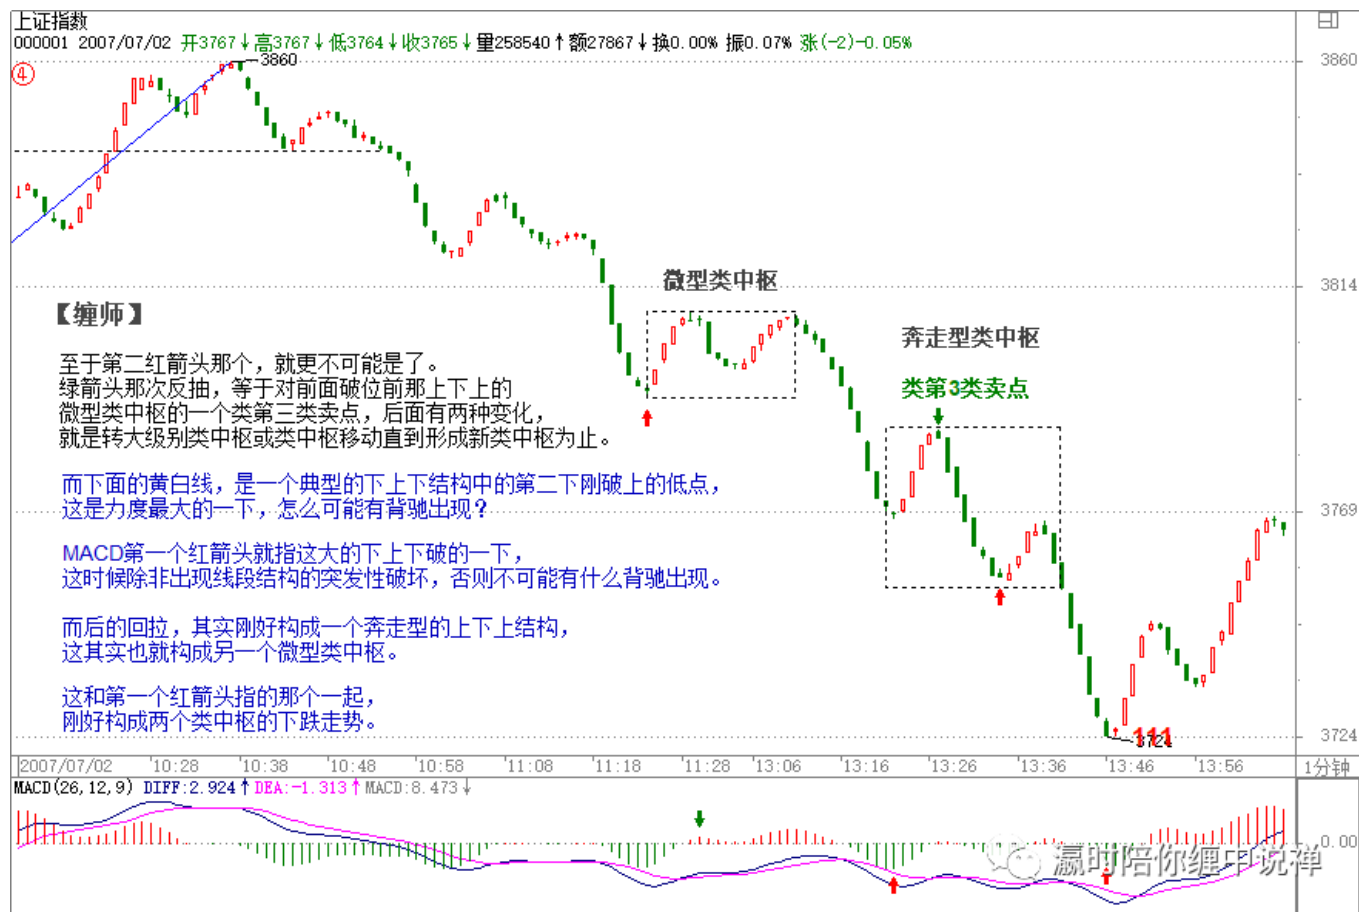 上证指数
000001 2007/07/02 开3767↓高3767↓低3764↓收3765↓量258540↑额27867↓换0.00% 振0.07% 涨(-2)-0.05%
④
3860
3860
微型类中枢
3814
【缠师】
奔走型类中枢
至于第二红箭头那个，就更不可能是了。
绿箭头那次反抽，等于对前面破位前那上下上的
微型类中枢的一个类第三类卖点，后面有两种变化，
就是转大级别类中枢或类中枢移动直到形成新类中枢为止。
类第3类卖点
而下面的黄白线，是一个典型的下上下结构中的第二下刚破上的低点，
这是力度最大的一下，怎么可能有背驰出现？
3769
MACD第一个红箭头就指这大的下上下破的一下，
这时候除非出现线段结构的突发性破坏，否则不可能有什么背驰出现。
而后的回拉，其实刚好构成一个奔走型的上下上结构，
这其实也就构成另一个微型类中枢。
这和第一个红箭头指的那个一起，
刚好构成两个类中枢的下跌走势。
111
3724
3724
2007/07/02 10:28 10:38 10:48 10:58 11:08 11:18 11:28 13:06 13:16 13:26 13:36 13:46 13:56 1分钟
MACD(26,12,9) DIFF:2.924↑DEA:-1.313↑MACD:8.473↓
0.00
瀛时陪你缠中说禅